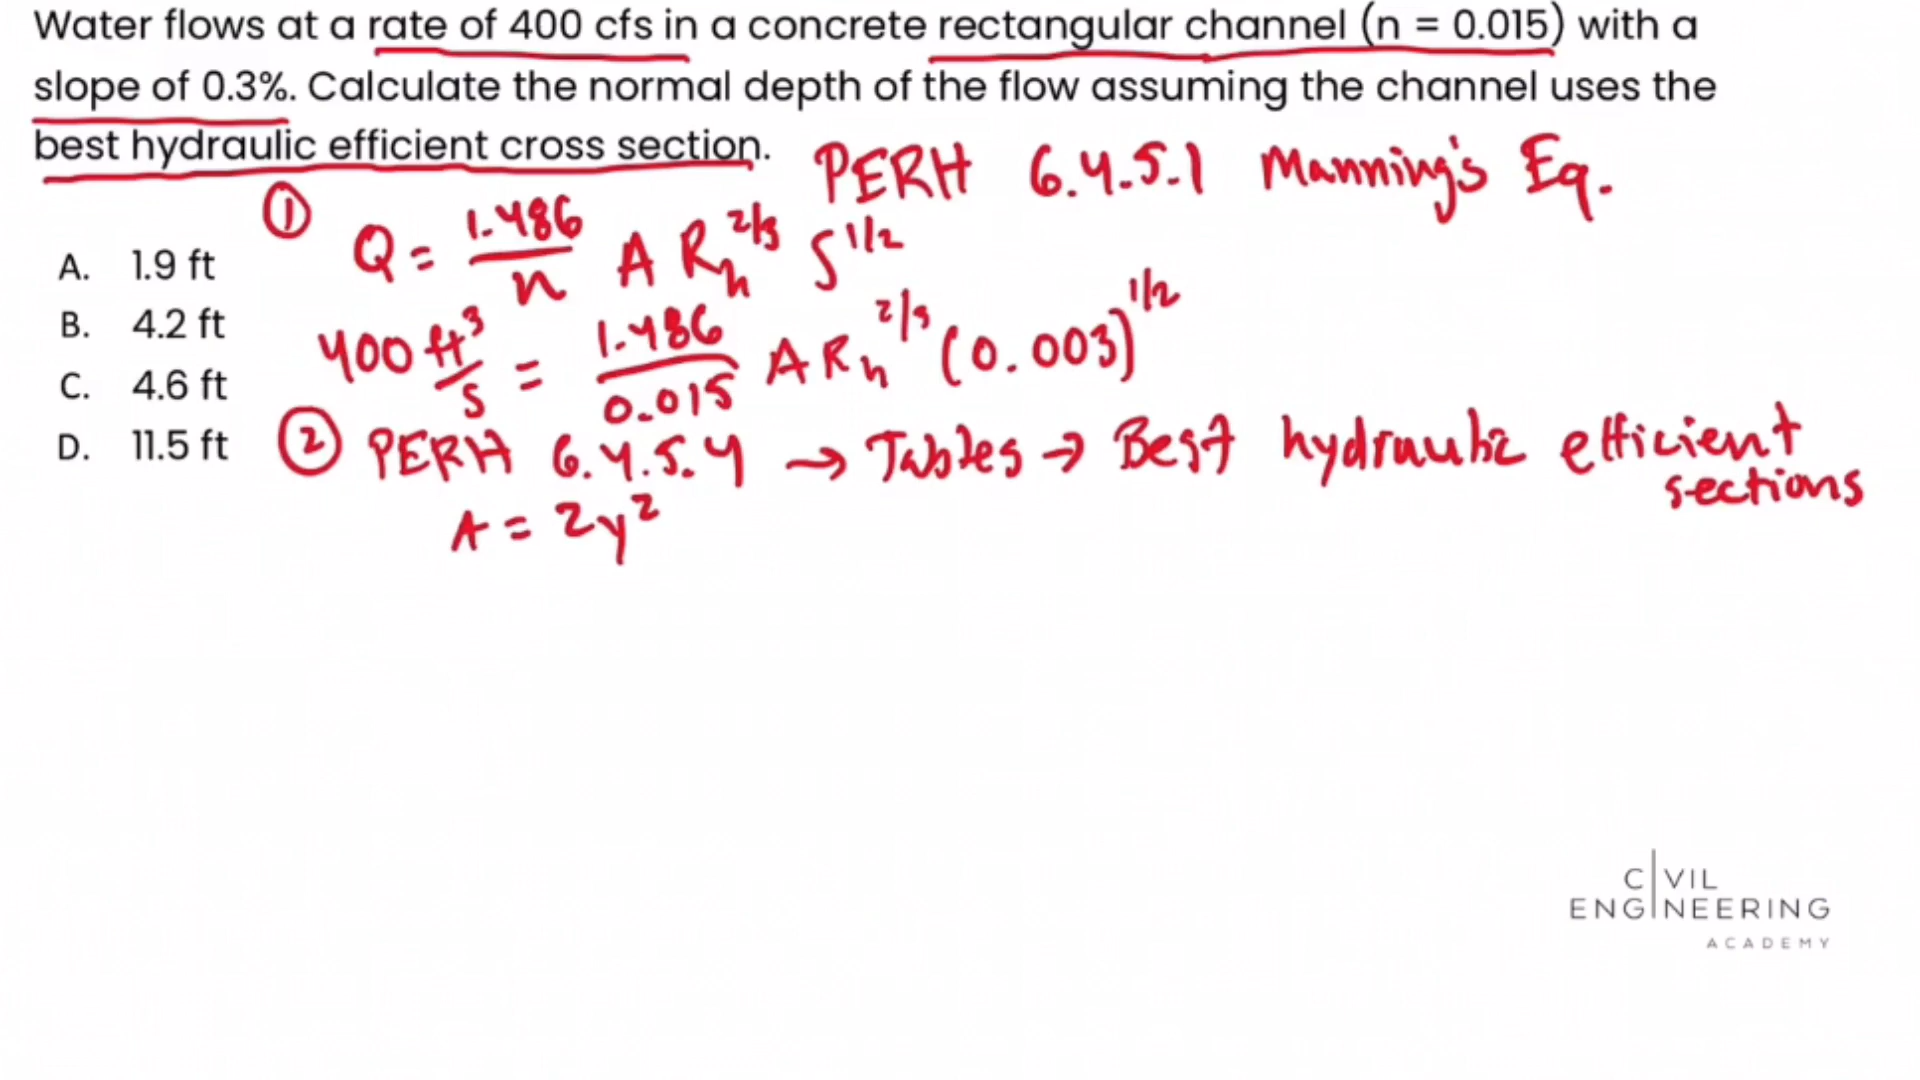 Water flows at a rate of 400 cfs in a concrete rectangular channel (n = 0.015) with a
slope of 0.3%. Calculate the normal depth of the flow assuming the channel uses the
best hydraulic efficient cross section.
PERH 6.4.5.1 Manning's Eq.
① Q = 1.486/n A Rh^2/3 S^1/2
A. 1.9 ft
B. 4.2 ft
400 ft³/s = 1.486/0.015 A Rh^2/3 (0.003)^1/2
C. 4.6 ft
D. 11.5 ft
② PERH 6.4.5.4 → Tables → Best hydraulic efficient
sections
A = 2y²
CIVIL
ENGINEERING
ACADEMY